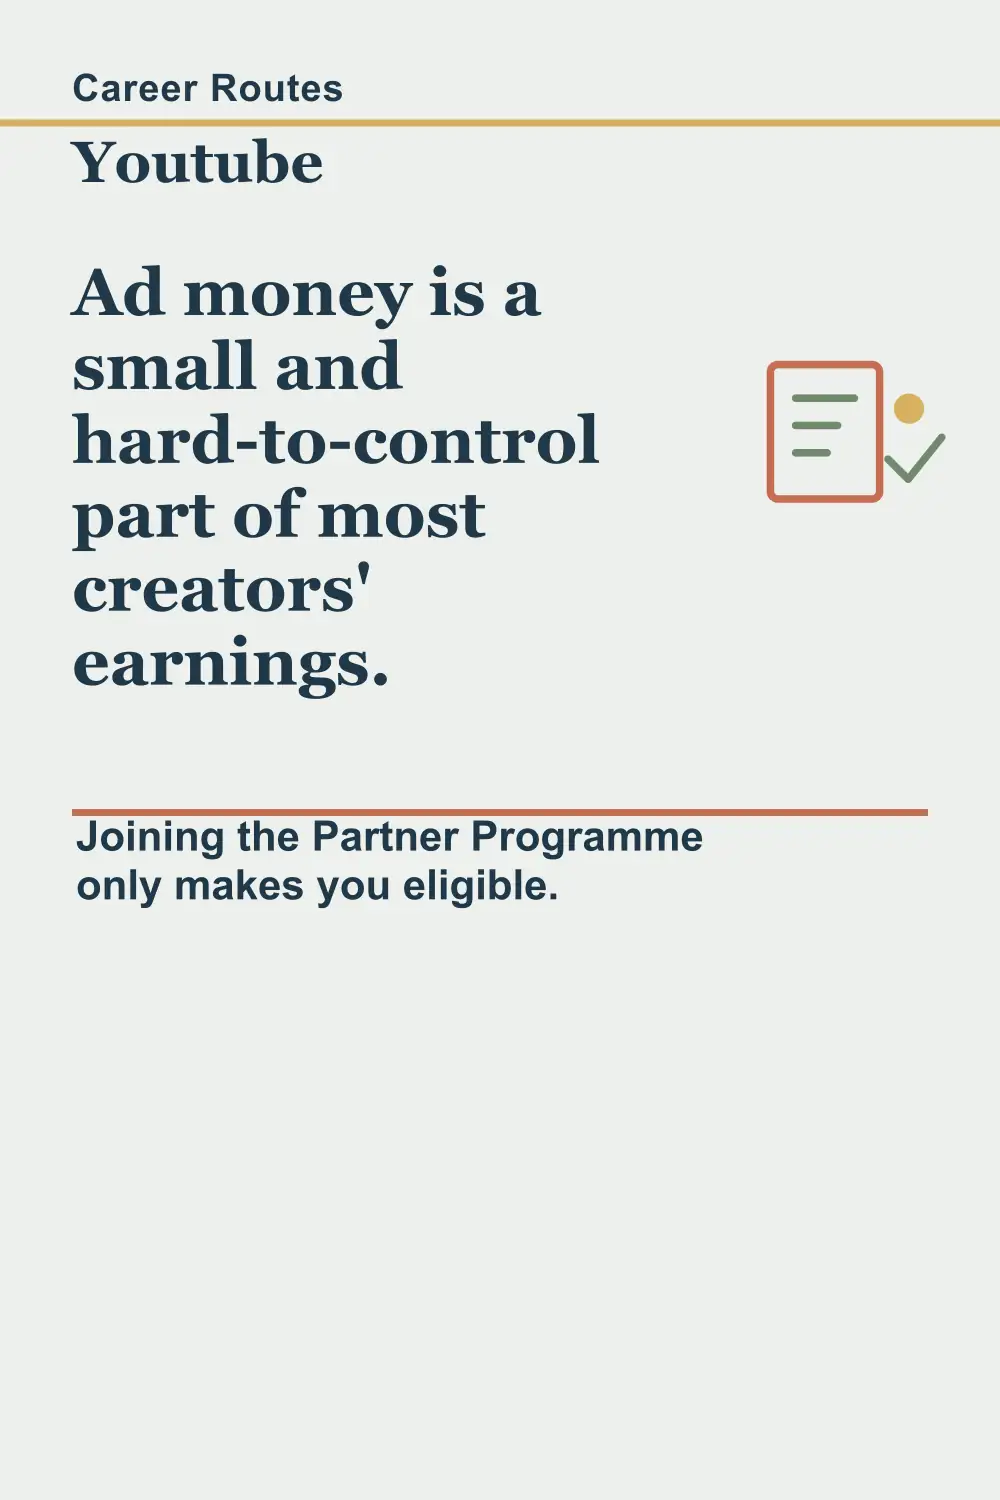 Career Routes
Youtube
Ad money is a
small and
hard-to-control
part of most
creators'
earnings.
Joining the Partner Programme
only makes you eligible.